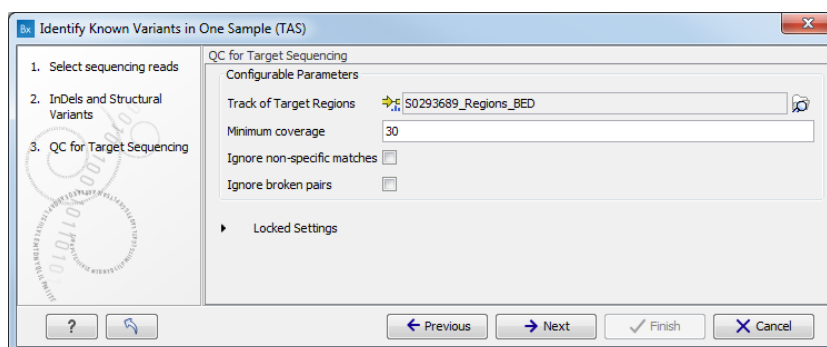 Bx Identify Known Variants in One Sample (TAS)
1. Select sequencing reads
2. InDels and Structural Variants
3. QC for Target Sequencing
QC for Target Sequencing
Configurable Parameters
Track of Target Regions S0293689_Regions_BED
Minimum coverage 30
Ignore non-specific matches
Ignore broken pairs
Locked Settings
? Previous Next Finish Cancel